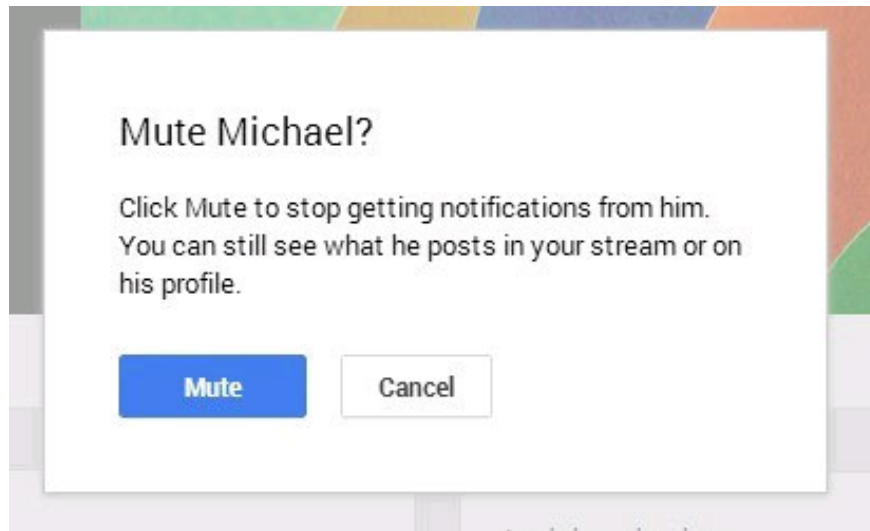 Mute Michael?
Click Mute to stop getting notifications from him.
You can still see what he posts in your stream or on
his profile.
Mute
Cancel